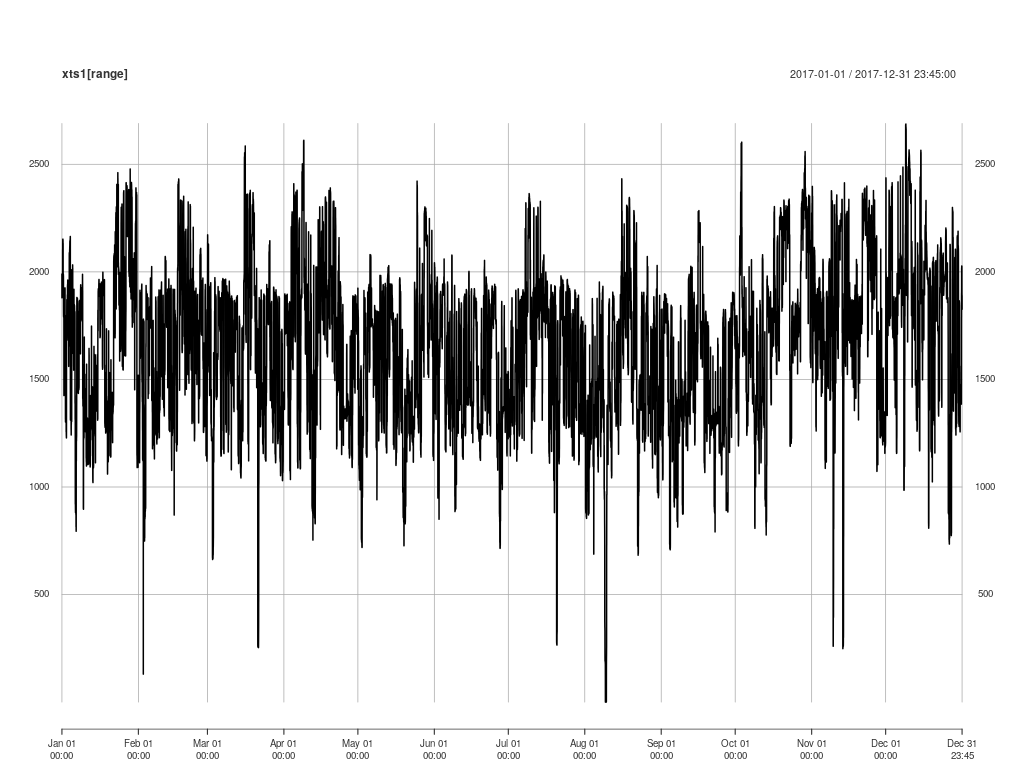 xts1[range] 2017-01-01 / 2017-12-31 23:45:00
2500 2500
2000 2000
1500 1500
1000 1000
500 500
Jan 01 Feb 01 Mar 01 Apr 01 May 01 Jun 01 Jul 01 Aug 01 Sep 01 Oct 01 Nov 01 Dec 01 Dec 31
00:00 00:00 00:00 00:00 00:00 00:00 00:00 00:00 00:00 00:00 00:00 00:00 23:45